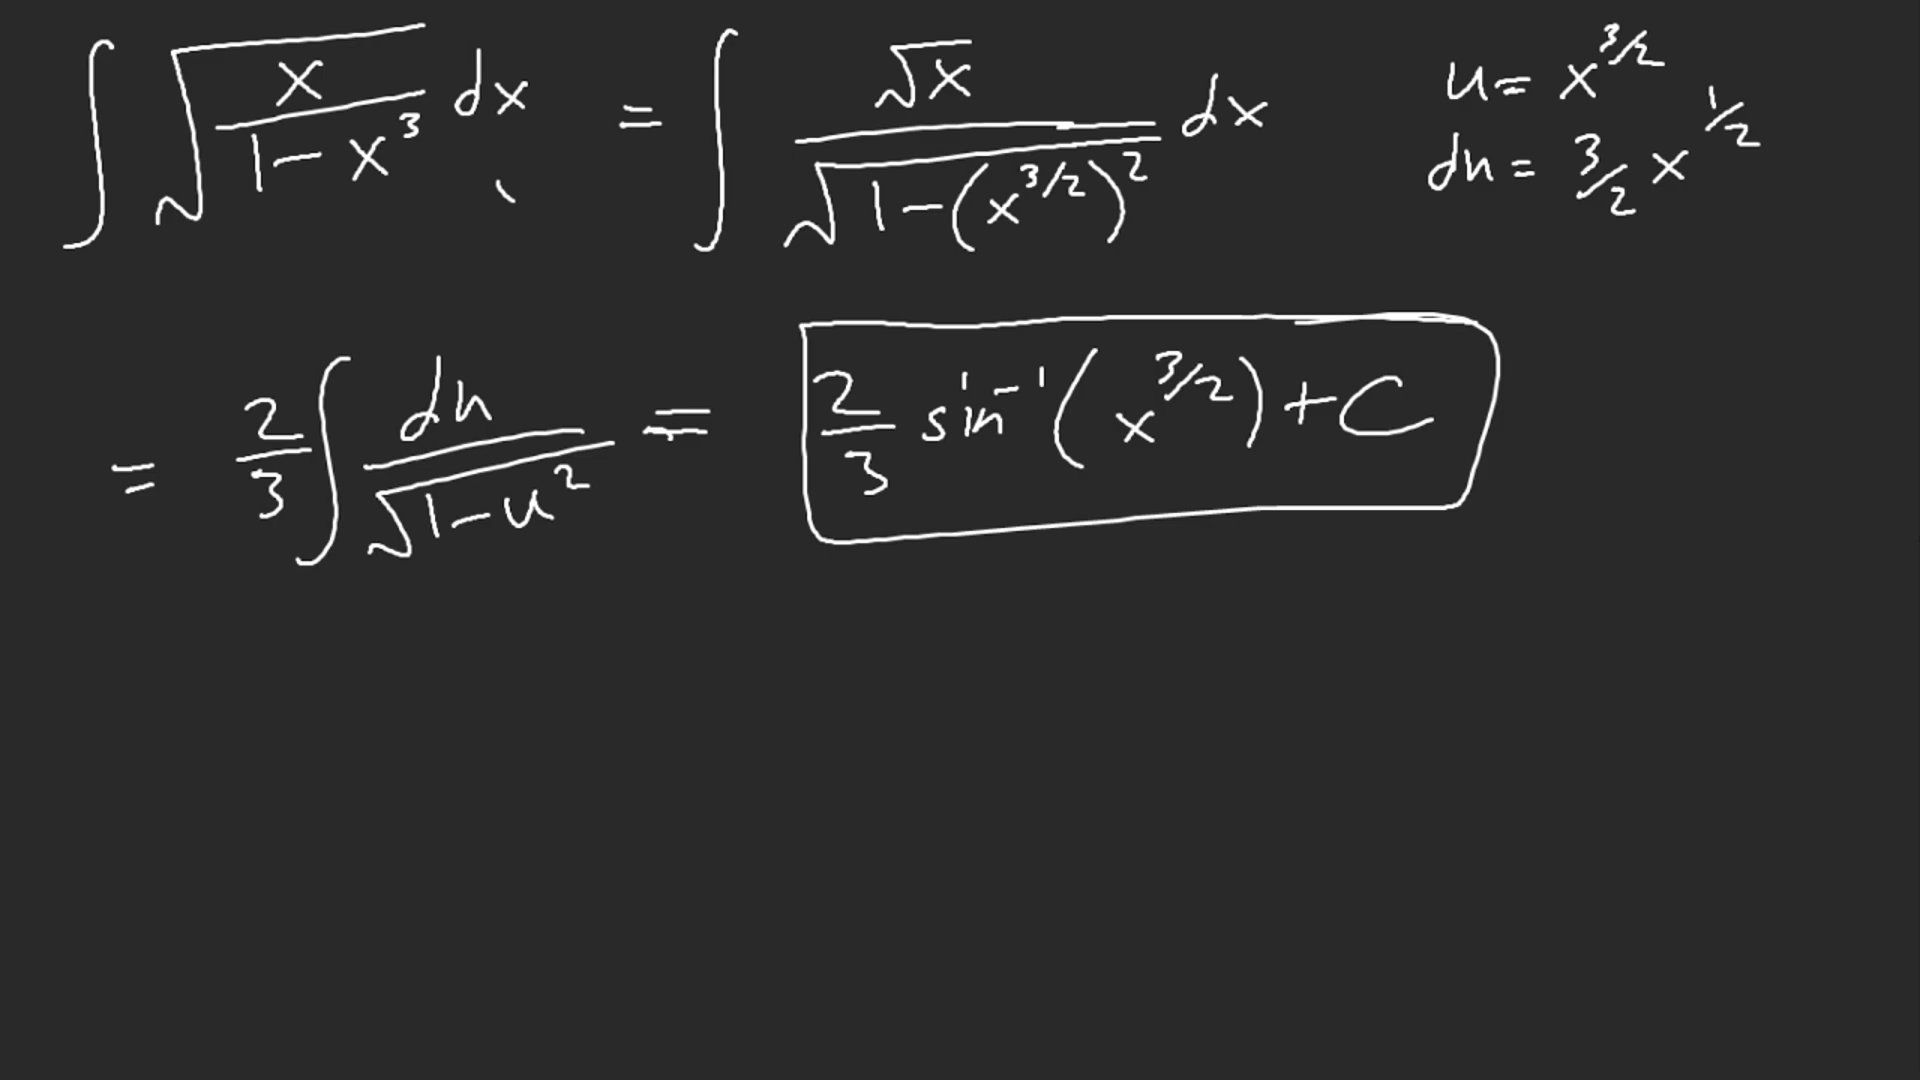 ∫ √(x / (1 - x³)) dx = ∫ √x / √(1 - (x^(3/2))²) dx
u = x^(3/2)
du = 3/2 x^(1/2)
= 2/3 ∫ du / √(1 - u²) = 2/3 sin⁻¹(x^(3/2)) + C